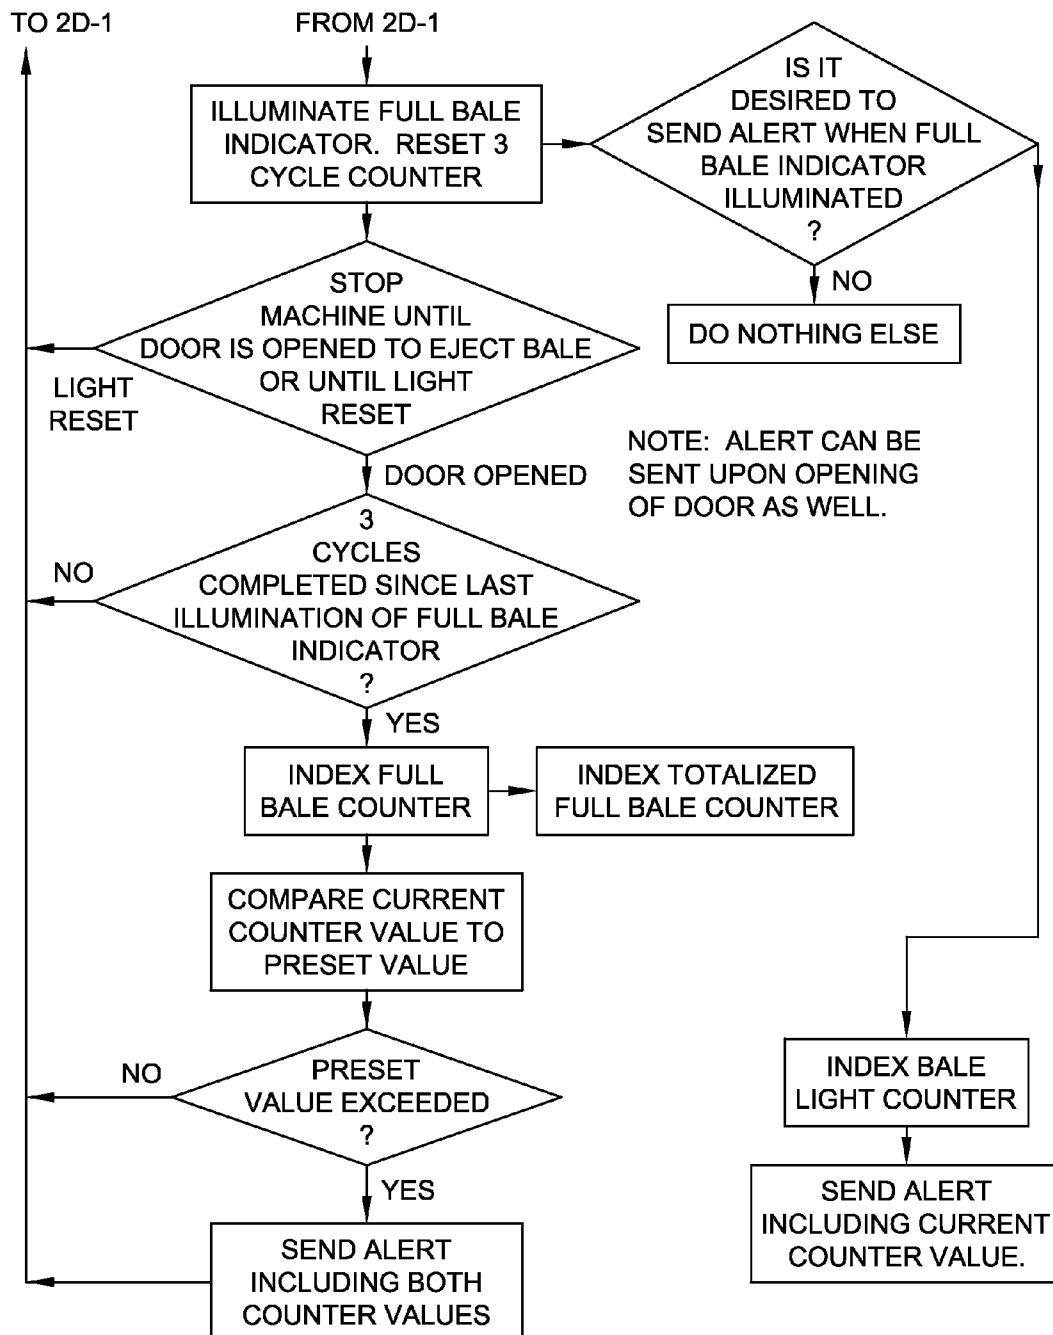 TO 2D-1
FROM 2D-1
ILLUMINATE FULL BALE
INDICATOR. RESET 3
CYCLE COUNTER
IS IT
DESIRED TO
SEND ALERT WHEN FULL
BALE INDICATOR
ILLUMINATED
?
NO
DO NOTHING ELSE
STOP
MACHINE UNTIL
DOOR IS OPENED TO EJECT BALE
OR UNTIL LIGHT
RESET
LIGHT
RESET
DOOR OPENED
NOTE: ALERT CAN BE
SENT UPON OPENING
OF DOOR AS WELL.
3
CYCLES
COMPLETED SINCE LAST
ILLUMINATION OF FULL BALE
INDICATOR
?
NO
YES
INDEX FULL
BALE COUNTER
INDEX TOTALIZED
FULL BALE COUNTER
COMPARE CURRENT
COUNTER VALUE TO
PRESET VALUE
PRESET
VALUE EXCEEDED
?
NO
YES
SEND ALERT
INCLUDING BOTH
COUNTER VALUES
INDEX BALE
LIGHT COUNTER
SEND ALERT
INCLUDING CURRENT
COUNTER VALUE.